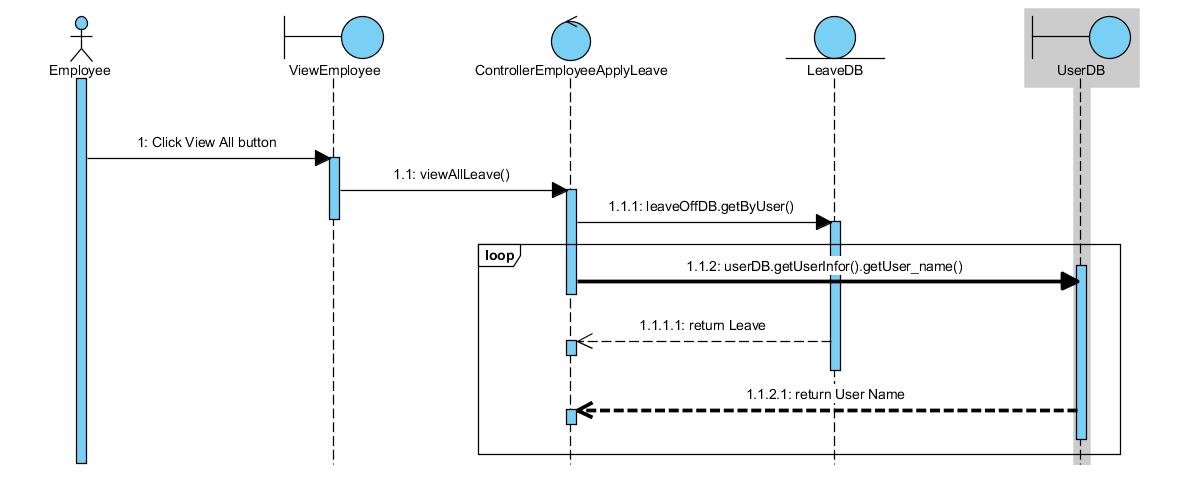 Employee
ViewEmployee
ControllerEmployeeApplyLeave
LeaveDB
UserDB
1: Click View All button
1.1: viewAllLeave()
1.1.1: leaveOffDB.getByUser()
loop
1.1.2: userDB.getUserInfor().getUser_name()
1.1.1.1: return Leave
1.1.2.1: return User Name